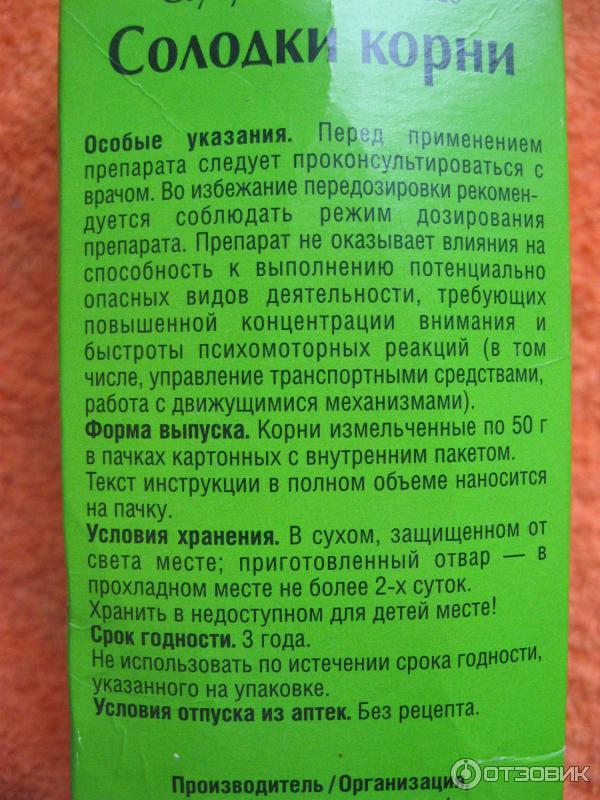 Солодки корни
Особые указания. Перед применением
препарата следует проконсультироваться с
врачом. Во избежание передозировки рекомен-
дуется соблюдать режим дозирования
препарата. Препарат не оказывает влияния на
способность к выполнению потенциально
опасных видов деятельности, требующих
повышенной концентрации внимания и
быстроты психомоторных реакций (в том
числе, управление транспортными средствами,
работа с движущимися механизмами).
Форма выпуска. Корни измельченные по 50 г
в пачках картонных с внутренним пакетом.
Текст инструкции в полном объеме наносится
на пачку.
Условия хранения. В сухом, защищенном от
света месте; приготовленный отвар — в
прохладном месте не более 2-х суток.
Хранить в недоступном для детей месте!
Срок годности. 3 года.
Не использовать по истечении срока годности,
указанного на упаковке.
Условия отпуска из аптек. Без рецепта.
Производитель / Организация
ОТЗОВИК